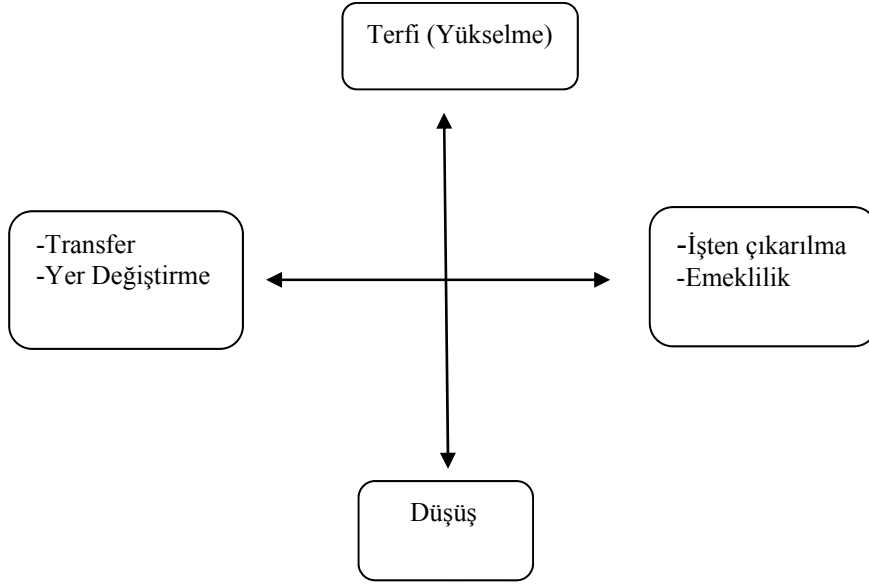 Terfi (Yükselme)
-Transfer
-Yer Değiştirme
-İşten çıkarılma
-Emeklilik
Düşüş